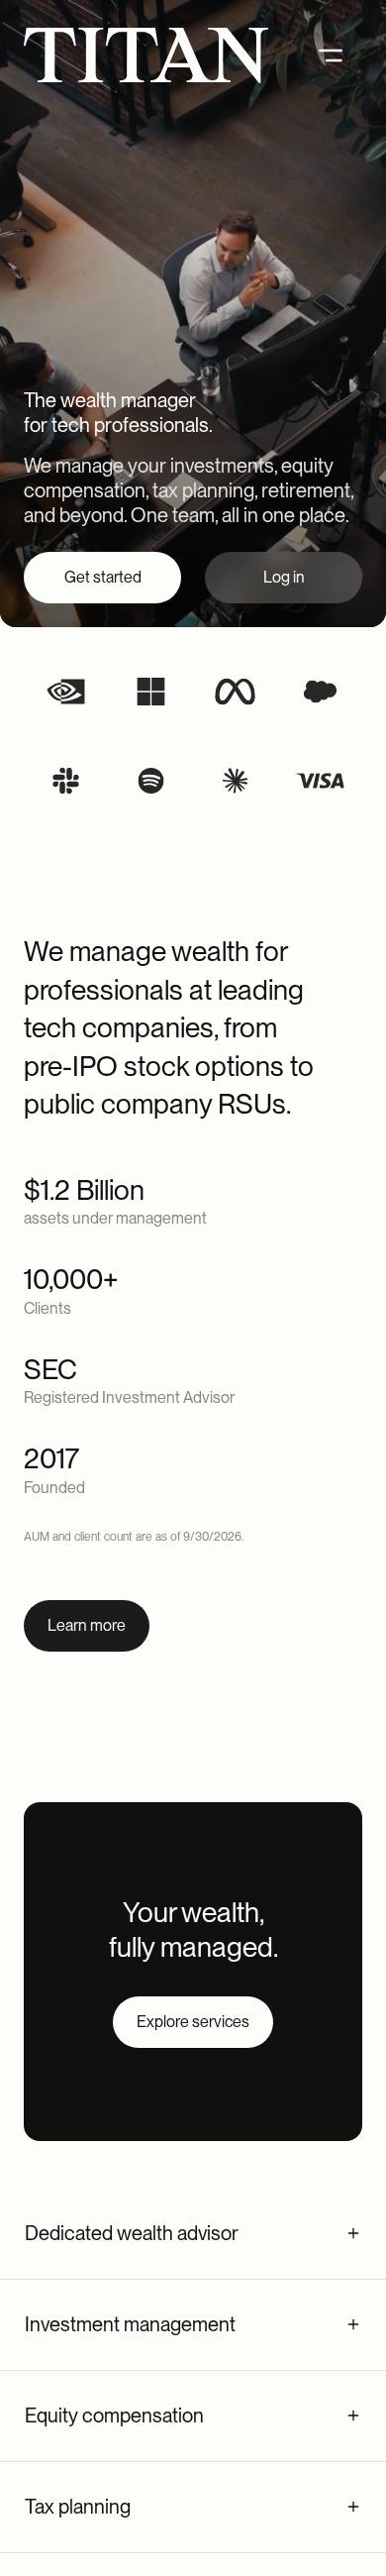 TITAN
The wealth manager
for tech professionals.
We manage your investments, equity
compensation, tax planning, retirement,
and beyond. One team, all in one place.
Get started
Log in
VISA
We manage wealth for
professionals at leading
tech companies, from
pre-IPO stock options to
public company RSUs.
$1.2 Billion
assets under management
10,000+
Clients
SEC
Registered Investment Advisor
2017
Founded
AUM and client count are as of 9/30/2026.
Learn more
Your wealth,
fully managed.
Explore services
Dedicated wealth advisor
+
Investment management
+
Equity compensation
+
Tax planning
+